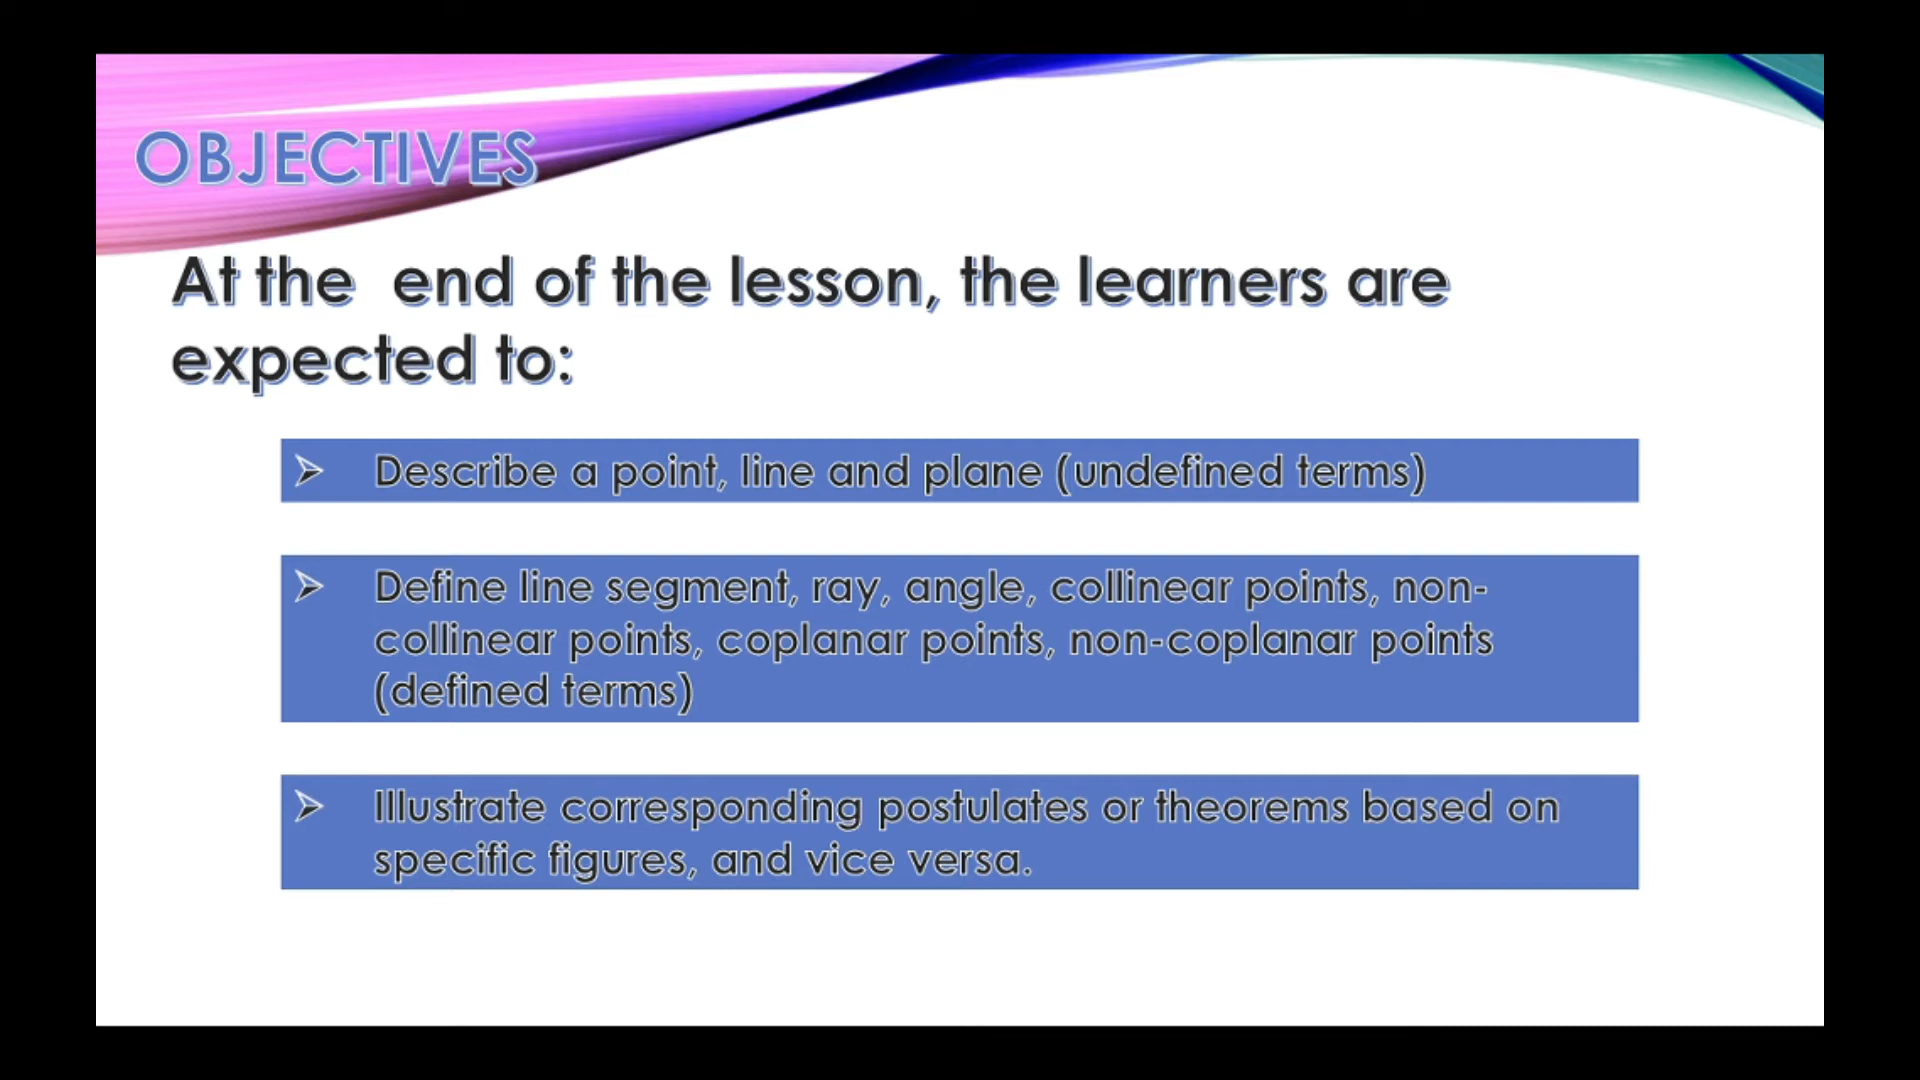 OBJECTIVES
At the end of the lesson, the learners are
expected to:
➢ Describe a point, line and plane (undefined terms)
➢ Define line segment, ray, angle, collinear points, non-
collinear points, coplanar points, non-coplanar points
(defined terms)
➢ Illustrate corresponding postulates or theorems based on
specific figures, and vice versa.